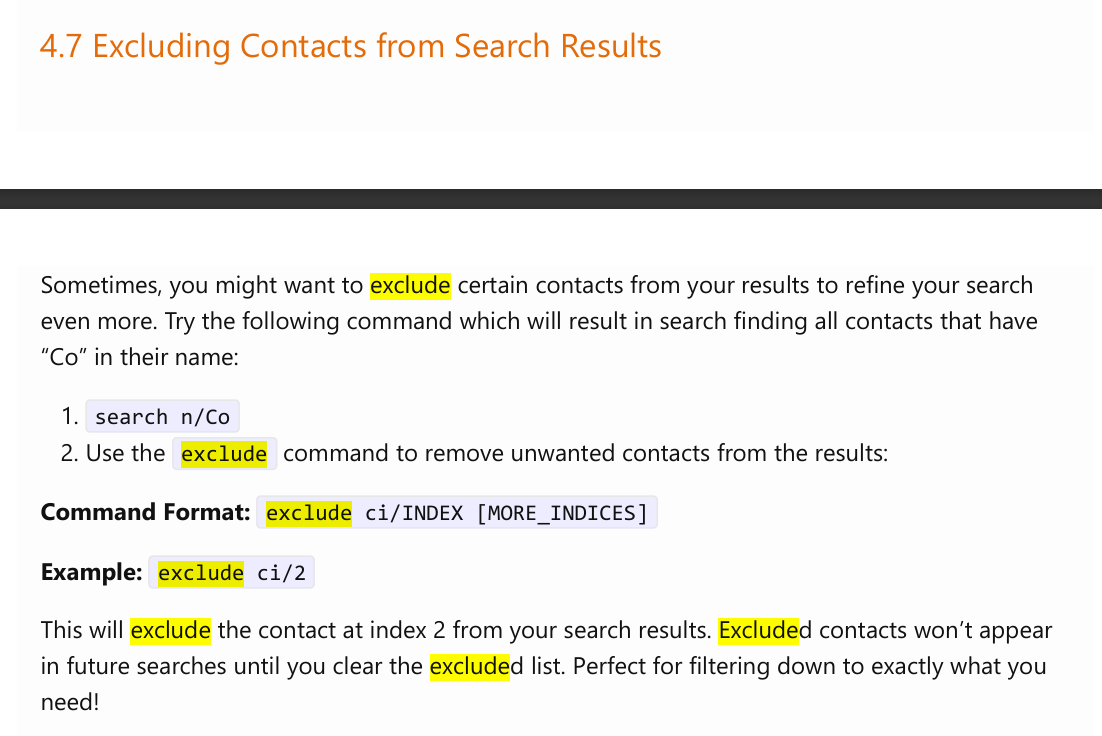 4.7 Excluding Contacts from Search Results
Sometimes, you might want to exclude certain contacts from your results to refine your search
even more. Try the following command which will result in search finding all contacts that have
“Co” in their name:
1. search n/Co
2. Use the exclude command to remove unwanted contacts from the results:
Command Format: exclude ci/INDEX [MORE_INDICES]
Example: exclude ci/2
This will exclude the contact at index 2 from your search results. Excluded contacts won’t appear
in future searches until you clear the excluded list. Perfect for filtering down to exactly what you
need!